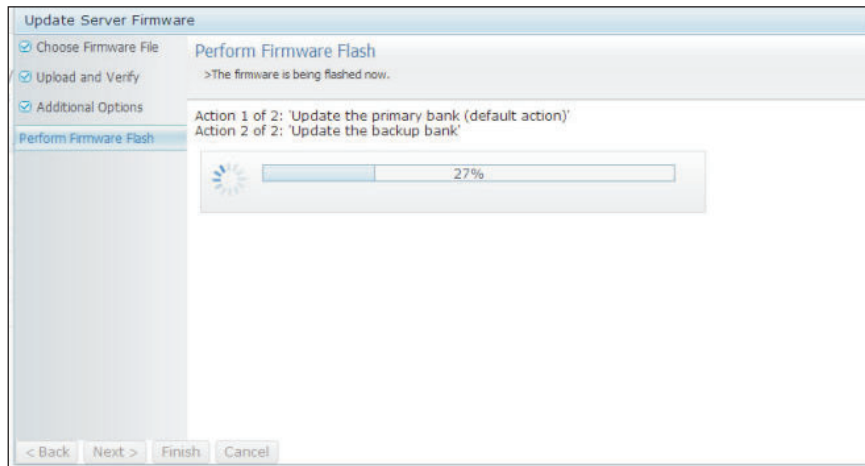 Update Server Firmware
Choose Firmware File
Upload and Verify
Additional Options
Perform Firmware Flash
Perform Firmware Flash
>The firmware is being flashed now.
Action 1 of 2: 'Update the primary bank (default action)'
Action 2 of 2: 'Update the backup bank'
27%
< Back Next > Finish Cancel